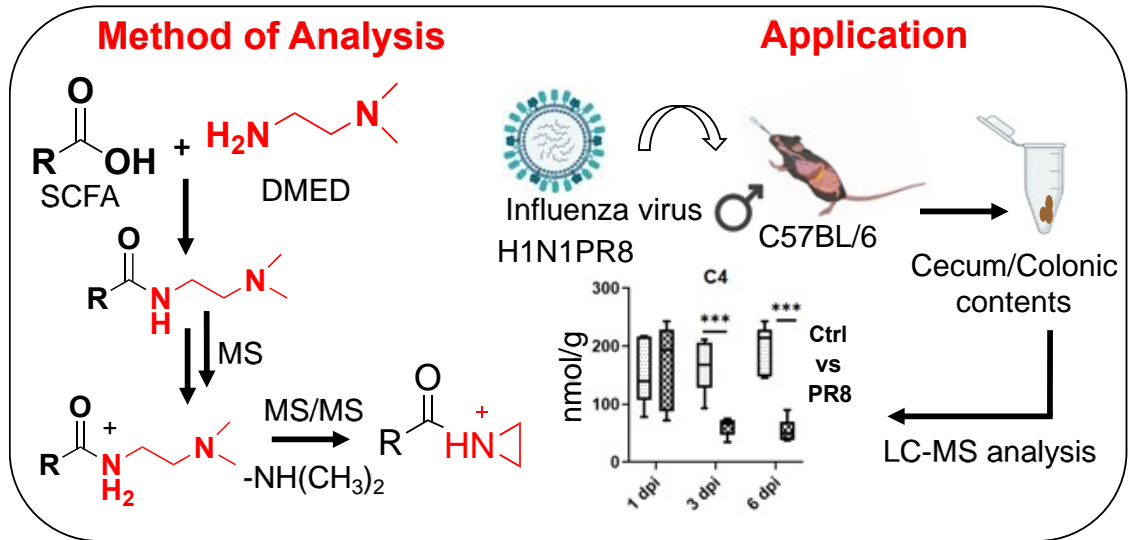 Method of Analysis
O
R
OH
SCFA
+
H₂N
N
DMED
O
R
N
H
N
MS
O
+
R
N
H₂
N
MS/MS
-NH(CH₃)₂
O
+
R
HN
Application
Influenza virus
H1N1PR8
♂
C57BL/6
Cecum/Colonic
contents
LC-MS analysis
C4
300
200
100
0
nmol/g
***
***
Ctrl
vs
PR8
1 dpi
3 dpi
6 dpi